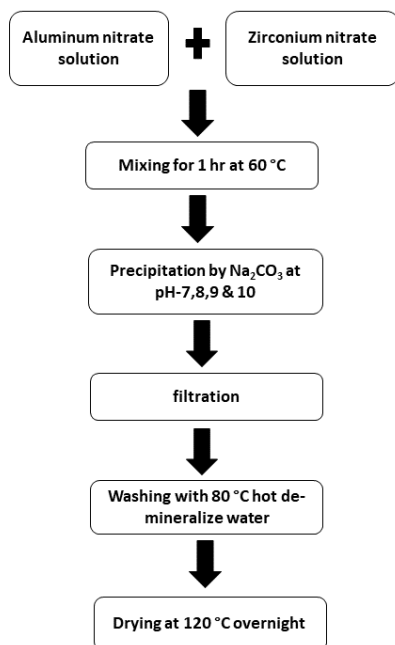 Aluminum nitrate
solution
Zirconium nitrate
solution
Mixing for 1 hr at 60 °C
Precipitation by Na₂CO₃ at
pH-7,8,9 & 10
filtration
Washing with 80 °C hot de-
mineralize water
Drying at 120 °C overnight